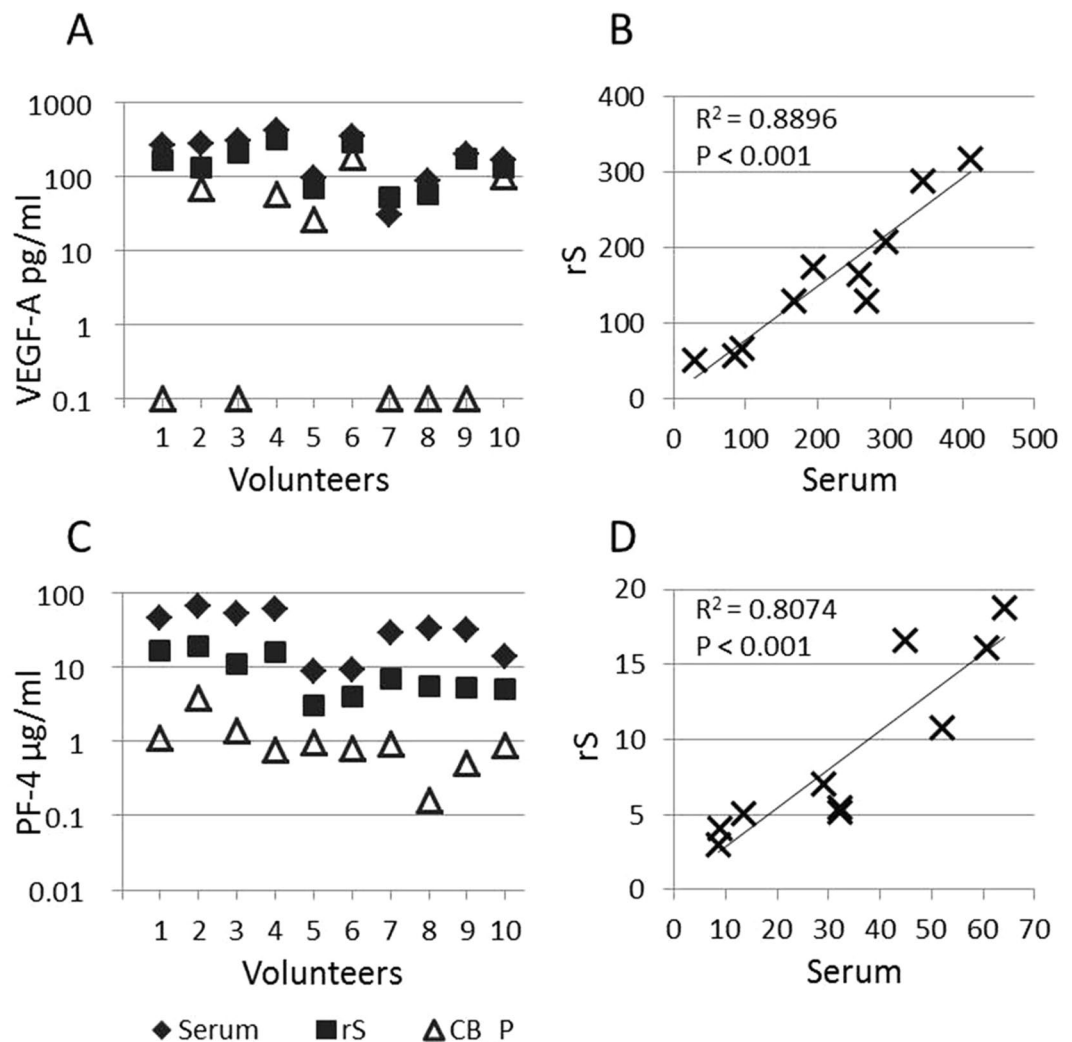 A
1000
100
10
1
0.1
VEGF-A pg/ml
1 2 3 4 5 6 7 8 9 10
Volunteers
B
R² = 0.8896
P < 0.001
400
300
200
100
0
rS
0 100 200 300 400 500
Serum
C
100
10
1
0.1
0.01
PF-4 µg/ml
1 2 3 4 5 6 7 8 9 10
Volunteers
D
R² = 0.8074
P < 0.001
20
15
10
5
0
rS
0 10 20 30 40 50 60 70
Serum
Serum rS CB P